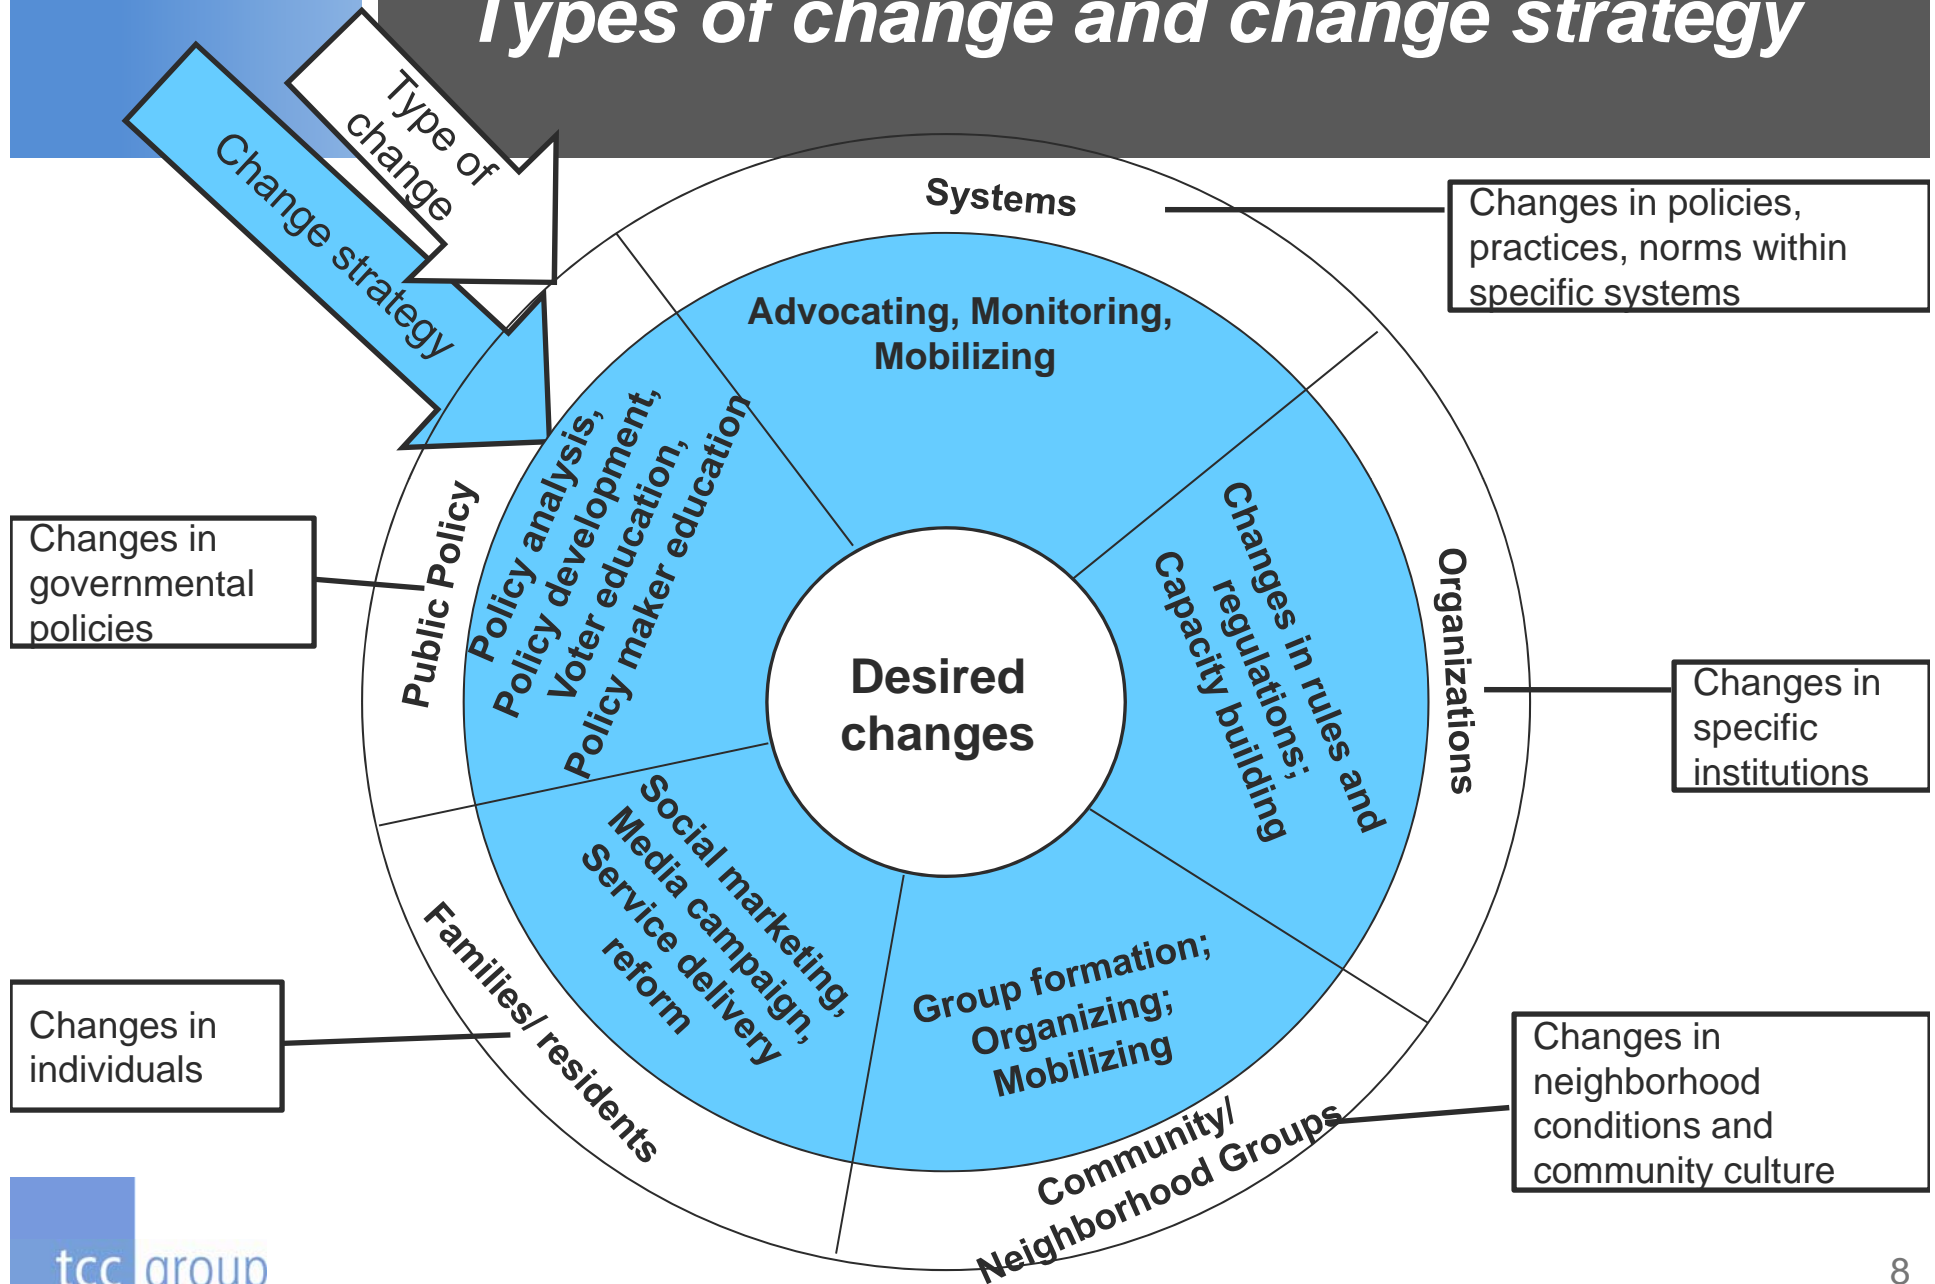 Types of change and change strategy
Type of
change
Change strategy
Systems
Changes in policies,
practices, norms within
specific systems
Advocating, Monitoring,
Mobilizing
Public Policy
Policy analysis,
Policy development,
Voter education,
Policy maker education
Changes in
governmental
policies
Organizations
Changes in rules and
regulations;
Capacity building
Changes in
specific
institutions
Desired
changes
Families/ residents
Social marketing,
Media campaign,
Service delivery
reform
Changes in
individuals
Group formation;
Organizing;
Mobilizing
Community/
Neighborhood Groups
Changes in
neighborhood
conditions and
community culture
tcc group
8